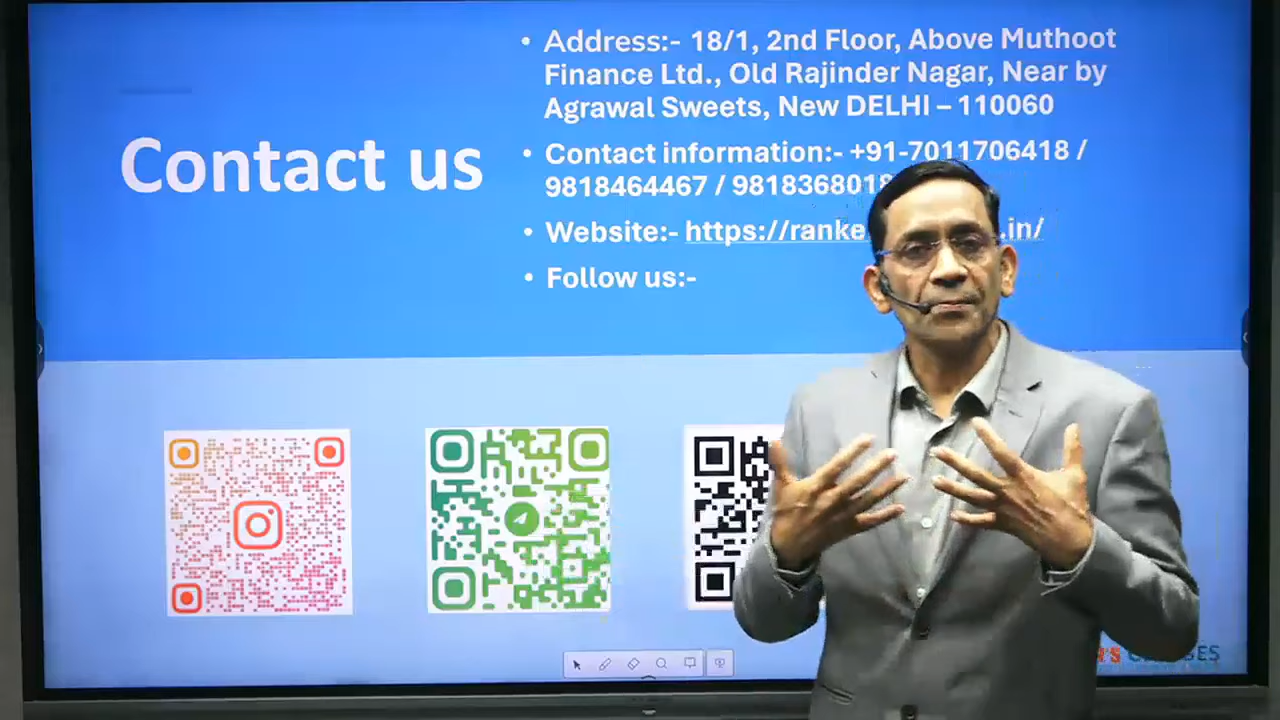 Contact us
• Address:- 18/1, 2nd Floor, Above Muthoot
Finance Ltd., Old Rajinder Nagar, Near by
Agrawal Sweets, New DELHI – 110060
• Contact information:- +91-7011706418 /
9818464467 / 9818368018
• Website:- https://ranke .in/
• Follow us:-